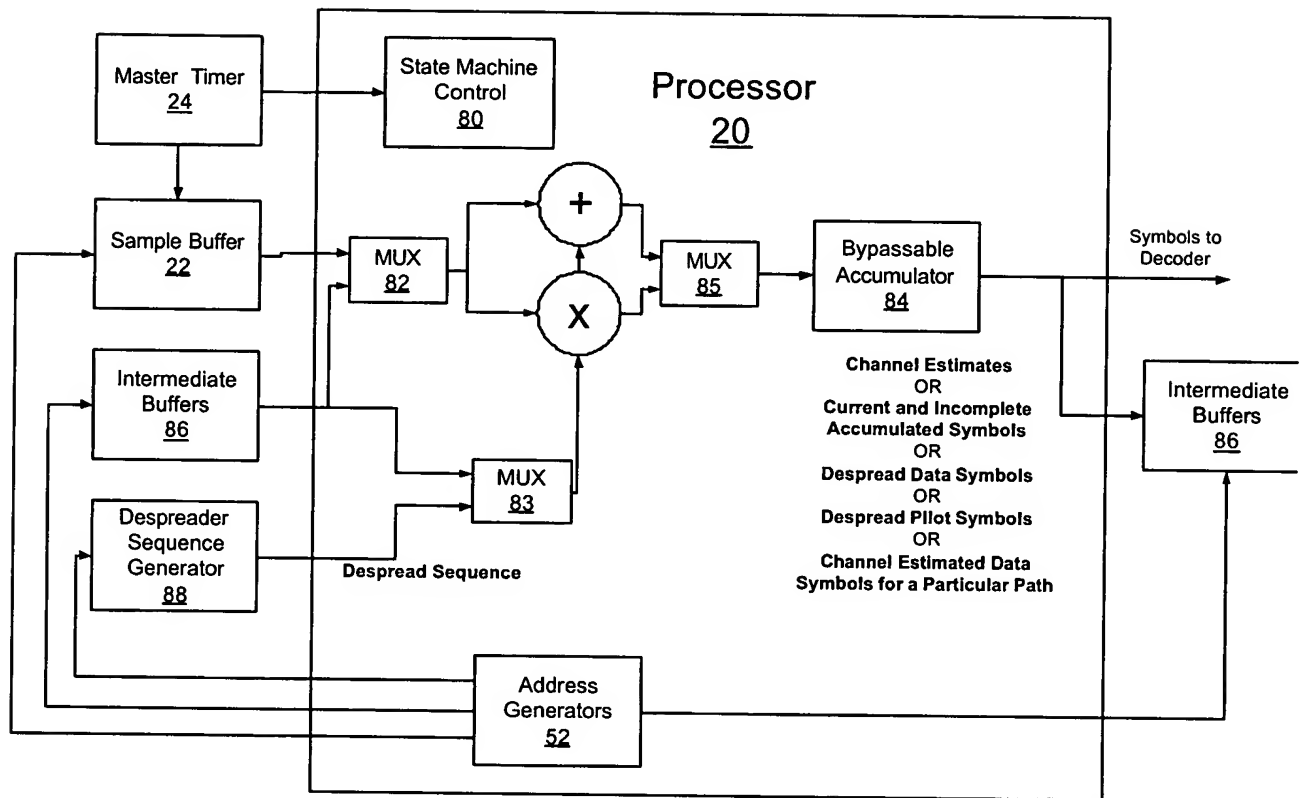 Master Timer
24
State Machine
Control
80
Processor
20
Sample Buffer
22
MUX
82
+
X
MUX
85
Bypassable
Accumulator
84
Symbols to
Decoder
Intermediate
Buffers
86
MUX
83
Channel Estimates
OR
Current and Incomplete
Accumulated Symbols
OR
Despread Data Symbols
OR
Despread Pilot Symbols
OR
Channel Estimated Data
Symbols for a Particular Path
Intermediate
Buffers
86
Despreader
Sequence
Generator
88
Despread Sequence
Address
Generators
52